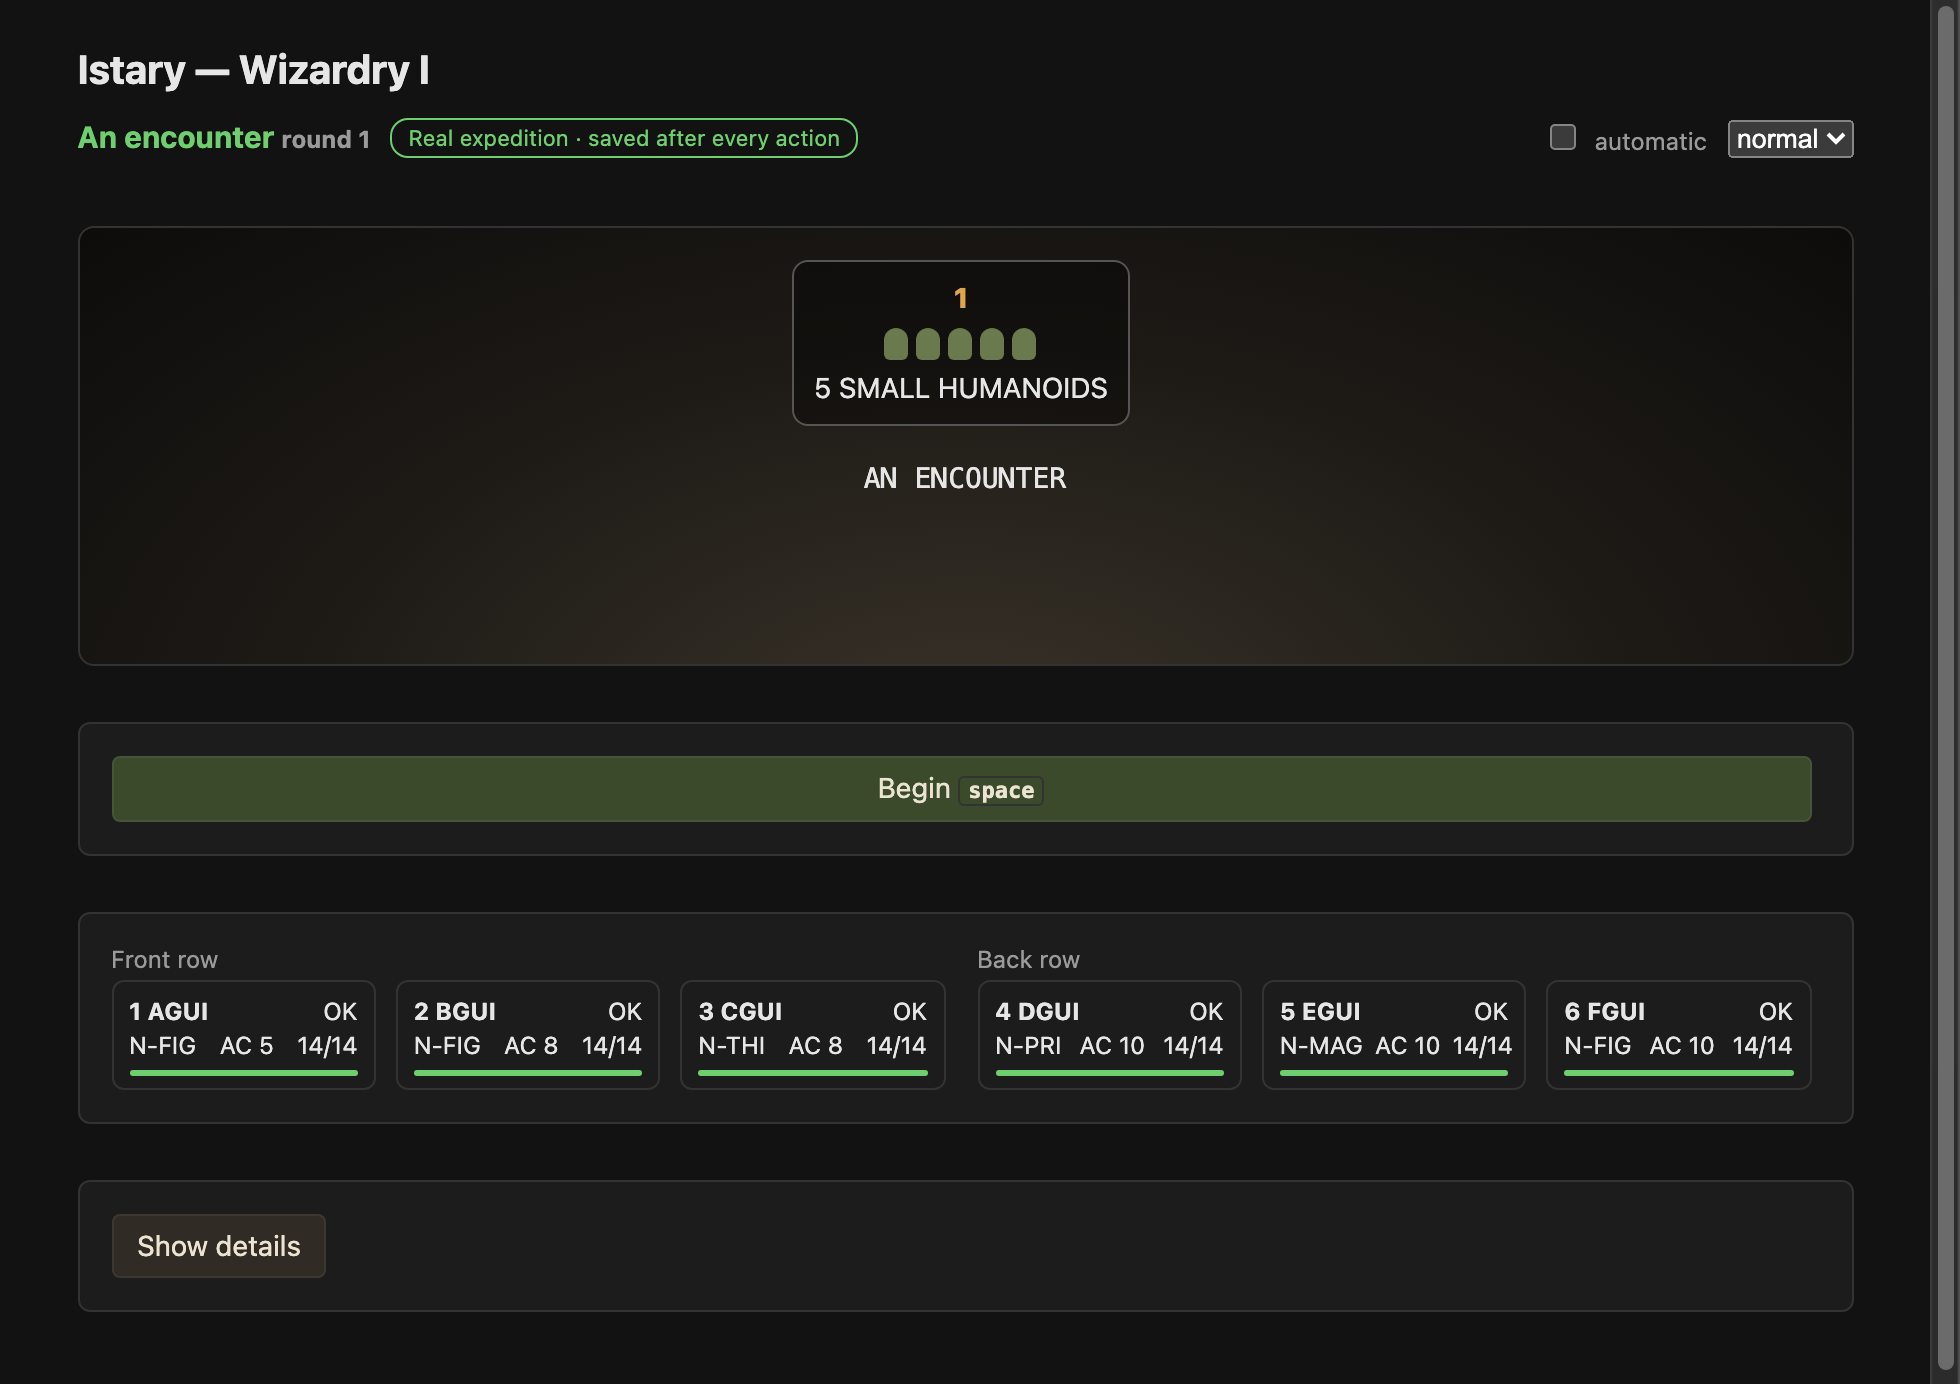 Istary — Wizardry I
An encounter round 1 Real expedition · saved after every action automatic normal
1
5 SMALL HUMANOIDS
AN ENCOUNTER
Begin space
Front row
1 AGUI OK
N-FIG AC 5 14/14
2 BGUI OK
N-FIG AC 8 14/14
3 CGUI OK
N-THI AC 8 14/14
Back row
4 DGUI OK
N-PRI AC 10 14/14
5 EGUI OK
N-MAG AC 10 14/14
6 FGUI OK
N-FIG AC 10 14/14
Show details